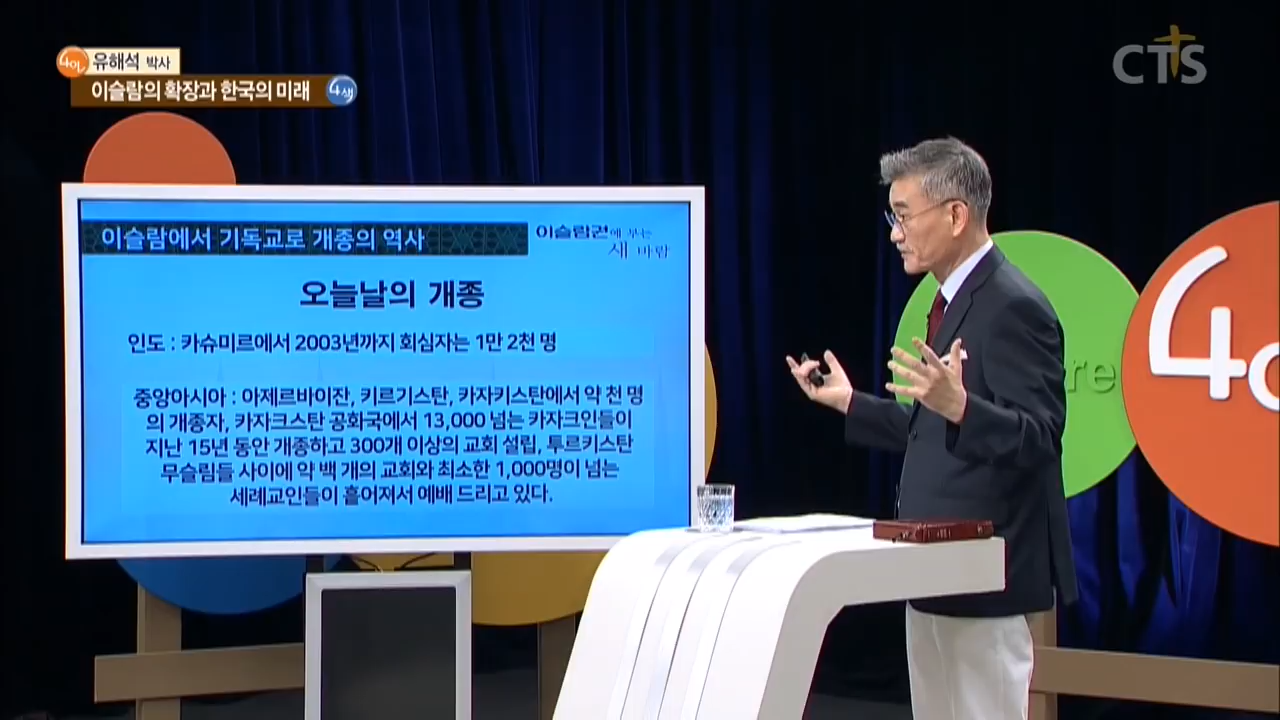 4인
유해석 박사
이슬람의 확장과 한국의 미래
4색
CTS
이슬람에서 기독교로 개종의 역사
이슬람권에 부는
새 바람
오늘날의 개종
인도 : 카슈미르에서 2003년까지 회심자는 1만 2천 명
중앙아시아 : 아제르바이잔, 키르기스탄, 카자키스탄에서 약 천 명
의 개종자, 카자크스탄 공화국에서 13,000 넘는 카자크인들이
지난 15년 동안 개종하고 300개 이상의 교회 설립, 투르키스탄
무슬림들 사이에 약 백 개의 교회와 최소한 1,000명이 넘는
세례교인들이 흩어져서 예배 드리고 있다.
re
4